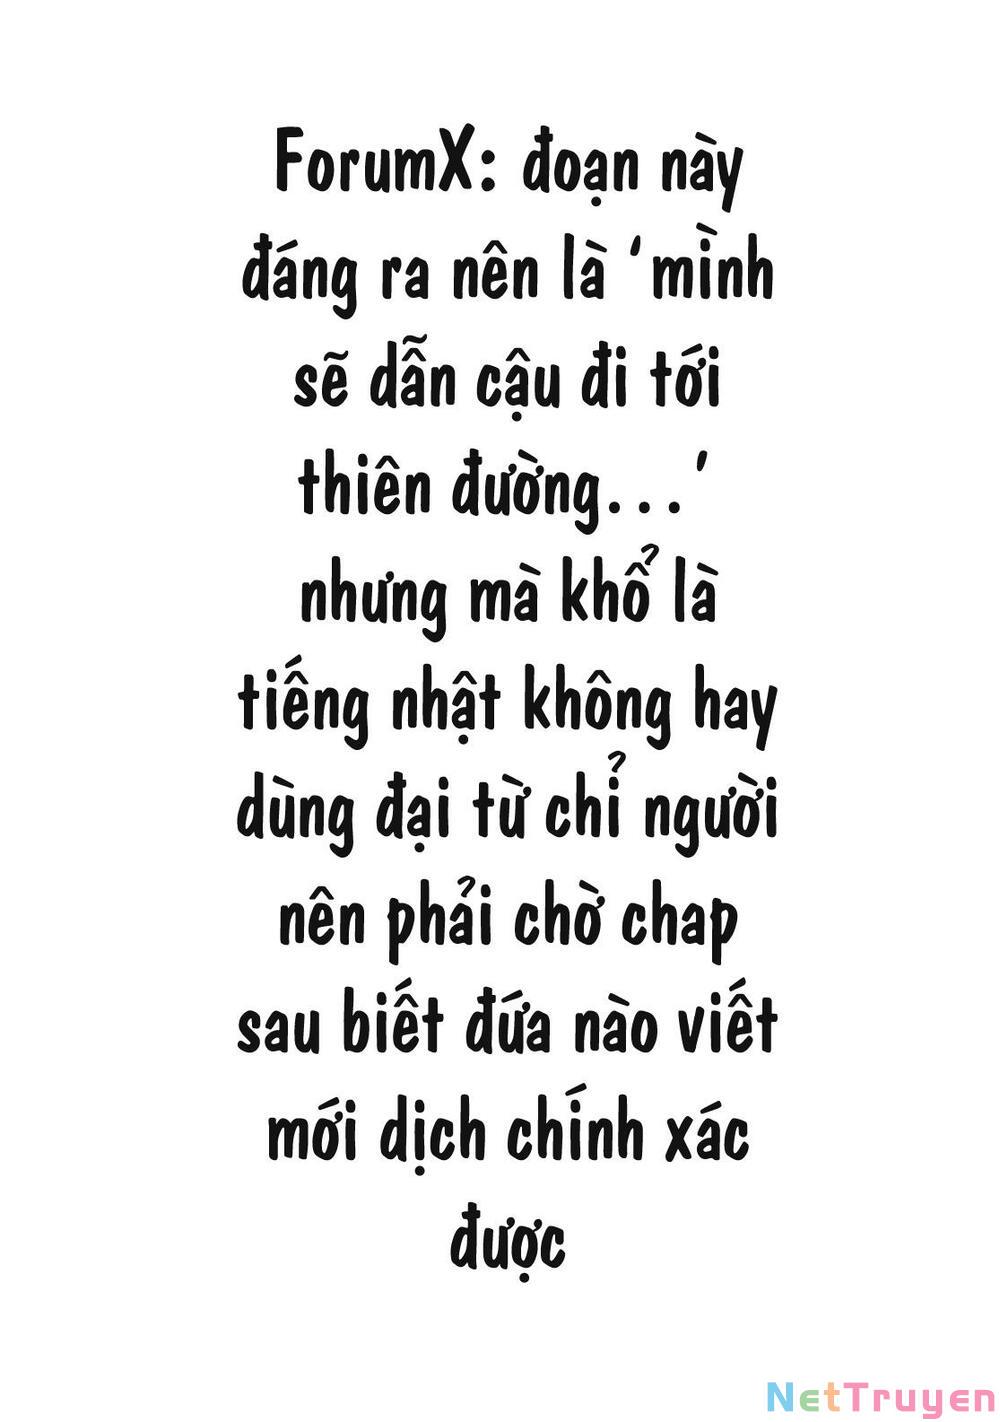 ForumX: đoạn này
đáng ra nên là ‘mình
sẽ dẫn cậu đi tới
thiên đường...’
nhưng mà khổ là
tiếng nhật không hay
dùng đại từ chỉ người
nên phải chờ chap
sau biết đứa nào viết
mới dịch chính xác
được
NetTruyen